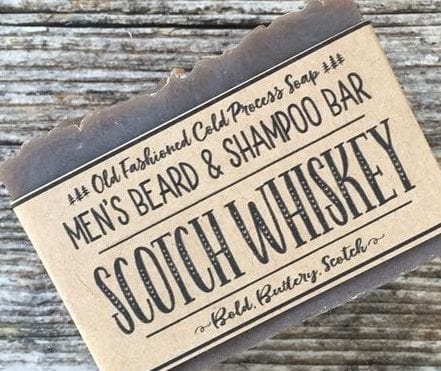 Old Fashioned Cold Process Soap
MEN'S BEARD & SHAMPOO BAR
SCOTCH WHISKEY
Bold, Buttery, Scotch